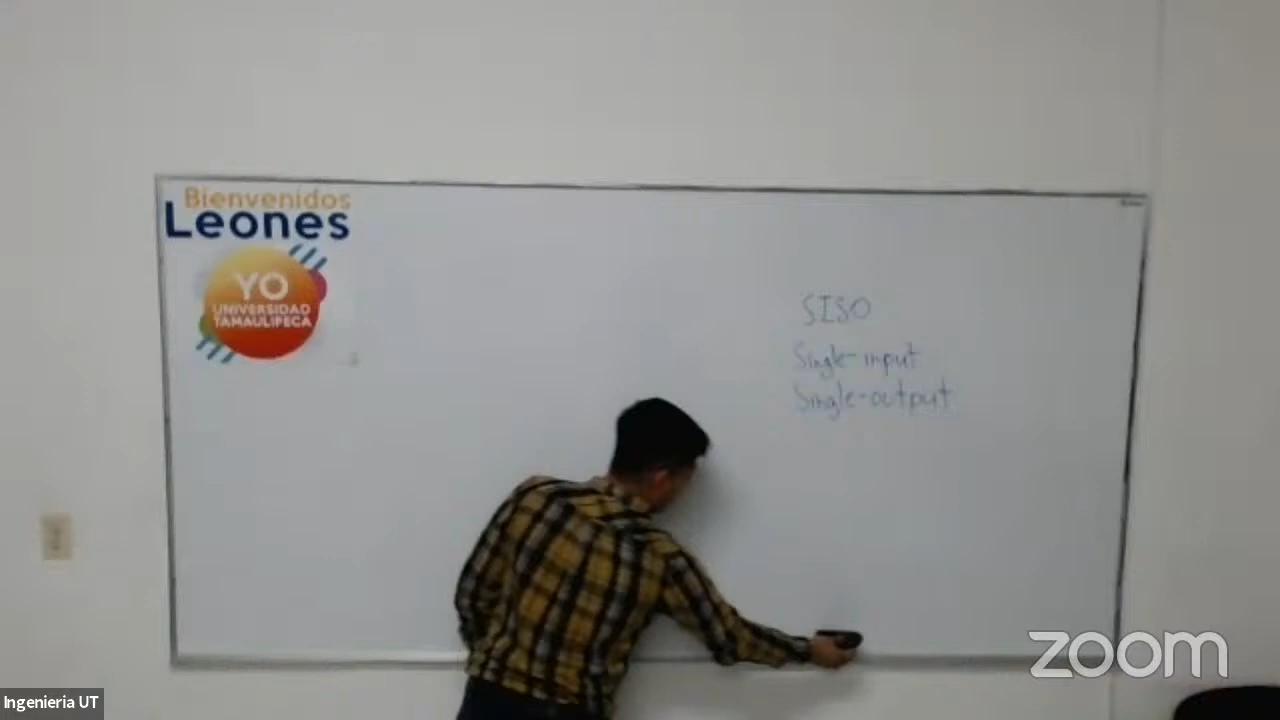 Bienvenidos
Leones
YO
UNIVERSIDAD
TAMAULIPECA
SISO
Single-input
Single-output
zoom
Ingenieria UT